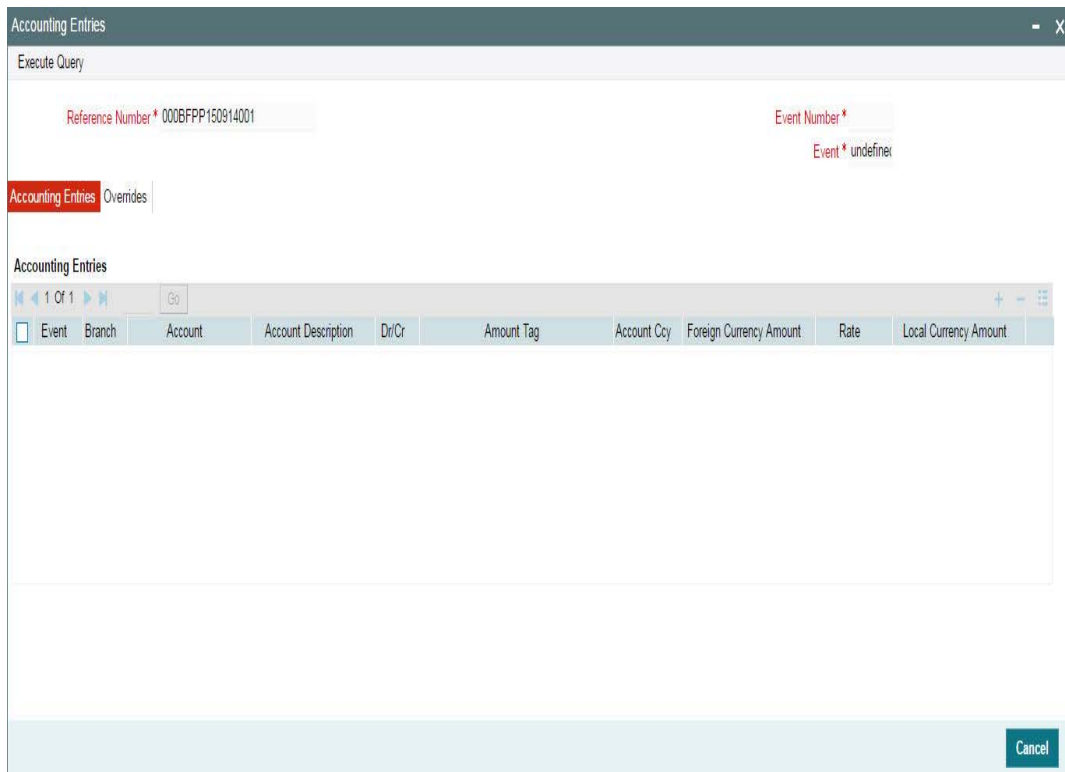 Accounting Entries
Execute Query
Reference Number * 000BFPP150914001
Event Number *
Event * undefined
Accounting Entries Overrides
Accounting Entries
1 Of 1 Go
Event Branch Account Account Description Dr/Cr Amount Tag Account Ccy Foreign Currency Amount Rate Local Currency Amount
Cancel